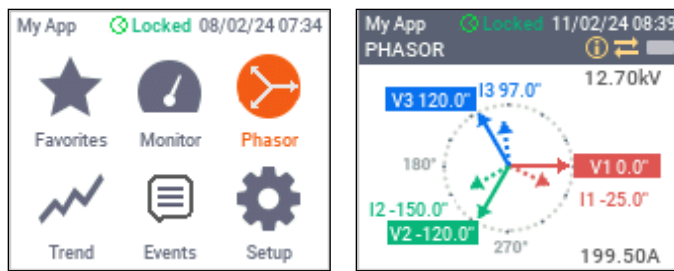 My App Locked 08/02/24 07:34
Favorites Monitor Phasor
Trend Events Setup
My App Locked 11/02/24 08:39
PHASOR
12.70kV
V3 120.0° I3 97.0°
180° V1 0.0°
I2 -150.0° I1 -25.0°
V2 -120.0°
270°
199.50A